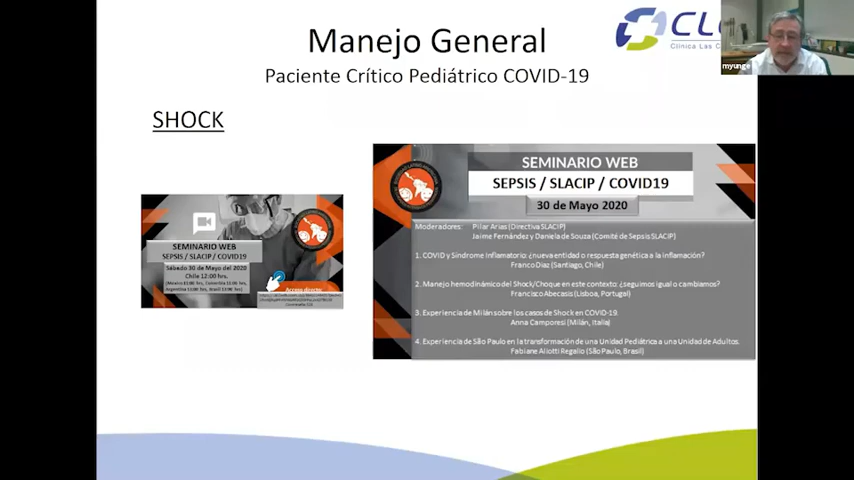 Manejo General
Paciente Crítico Pediátrico COVID-19
CL
Clínica Las C
myunge
SHOCK
SEMINARIO WEB
SEPSIS / SLACIP / COVID19
Sábado 30 de Mayo del 2020
Chile 12:00 hrs.
Acceso directo:
SEMINARIO WEB
SEPSIS / SLACIP / COVID19
30 de Mayo 2020
Moderadores: Pilar Arias (Directiva SLACIP)
Jaime Fernández y Daniela de Souza (Comité de Sepsis SLACIP)
1. COVID y Síndrome Inflamatorio ¿nueva entidad o respuesta genética a la inflamación?
Franco Díaz (Santiago, Chile)
2. Manejo hemodinámico del Shock/Choque en este contexto: ¿seguimos igual o cambiamos?
Francisco Abecasis (Lisboa, Portugal)
3. Experiencia de Milán sobre los casos de Shock en COVID-19.
Anna Camporesi (Milán, Italia)
4. Experiencia de São Paulo en la transformación de una Unidad Pediátrica a una Unidad de Adultos.
Fabiane Aliotti Regalio (São Paulo, Brasil)